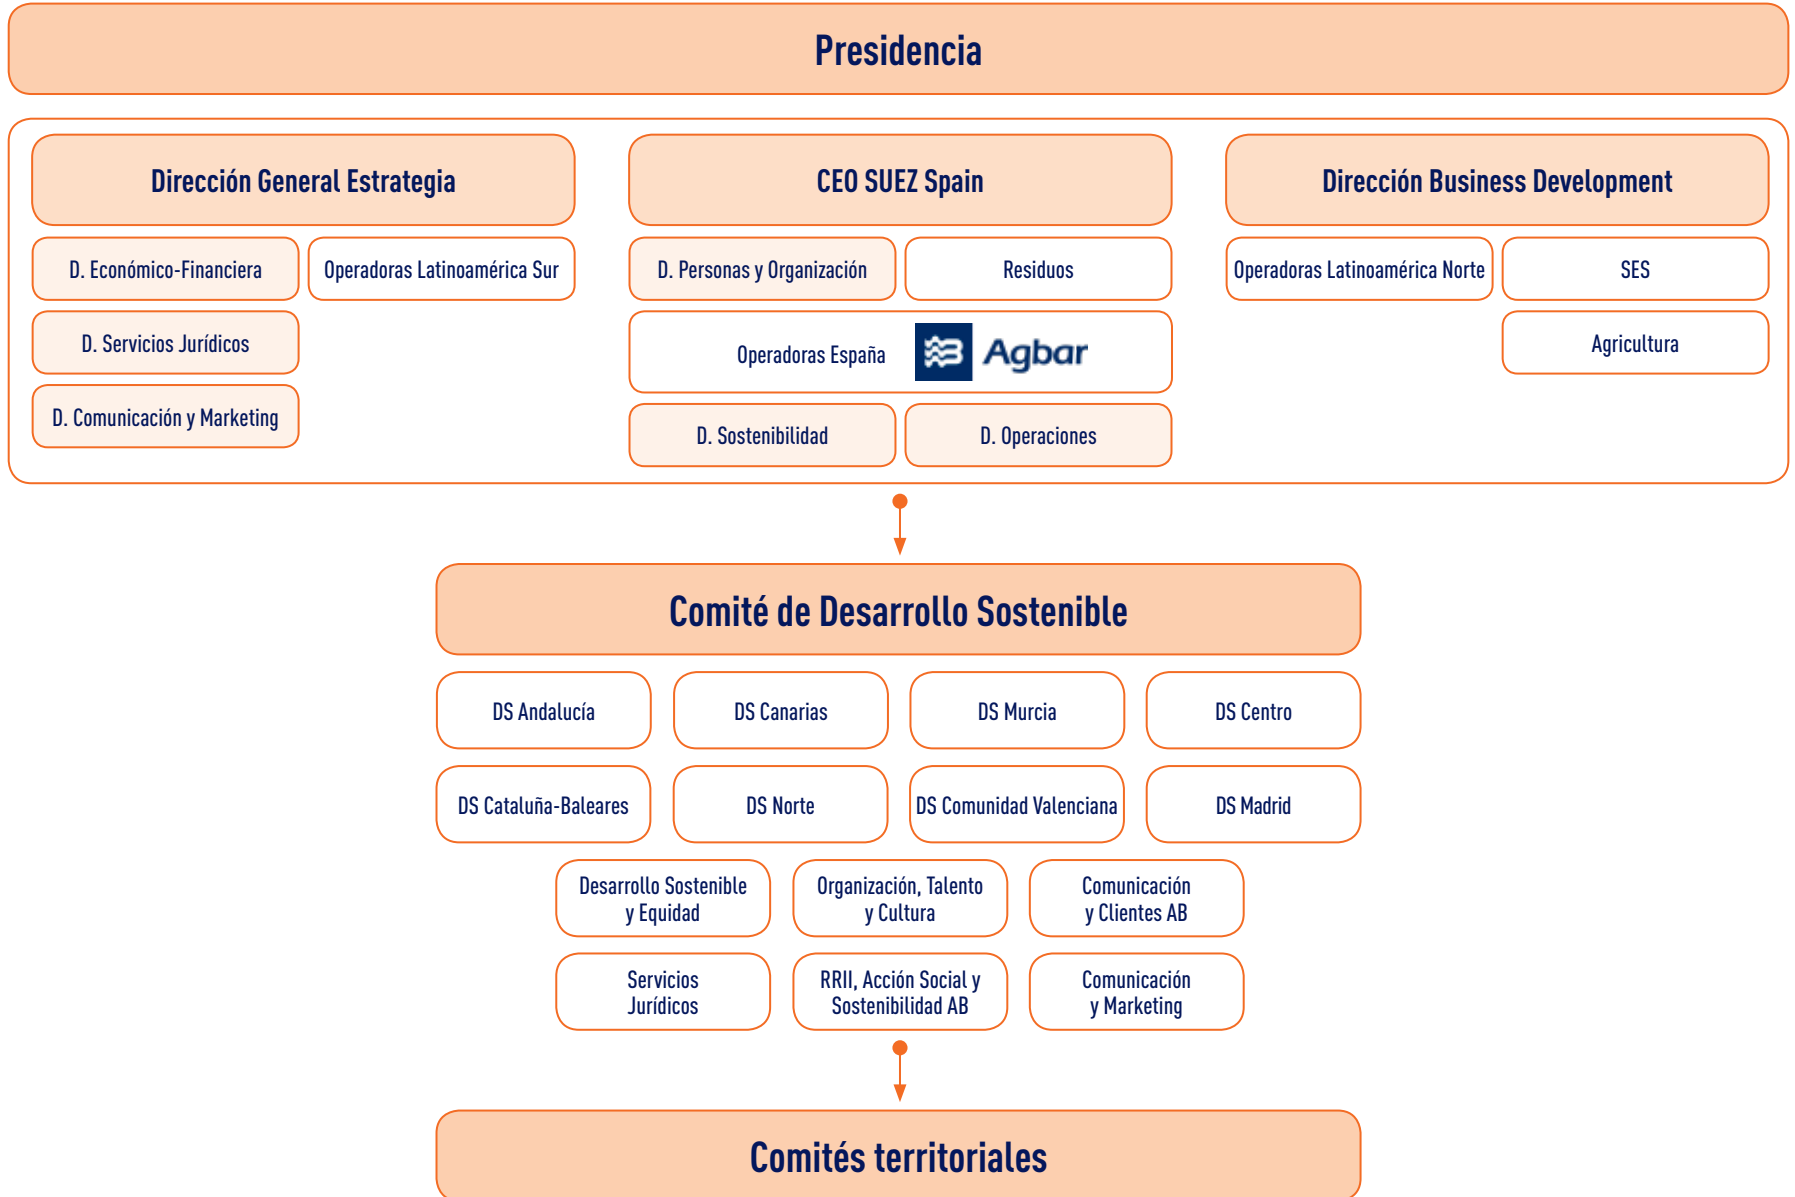 Presidencia
Dirección General Estrategia
D. Económico-Financiera
Operadoras Latinoamérica Sur
D. Servicios Jurídicos
D. Comunicación y Marketing
CEO SUEZ Spain
D. Personas y Organización
Residuos
Operadoras España
Agbar
D. Sostenibilidad
D. Operaciones
Dirección Business Development
Operadoras Latinoamérica Norte
SES
Agricultura
Comité de Desarrollo Sostenible
DS Andalucía
DS Canarias
DS Murcia
DS Centro
DS Cataluña-Baleares
DS Norte
DS Comunidad Valenciana
DS Madrid
Desarrollo Sostenible
y Equidad
Organización, Talento
y Cultura
Comunicación
y Clientes AB
Servicios
Jurídicos
RRII, Acción Social y
Sostenibilidad AB
Comunicación
y Marketing
Comités territoriales